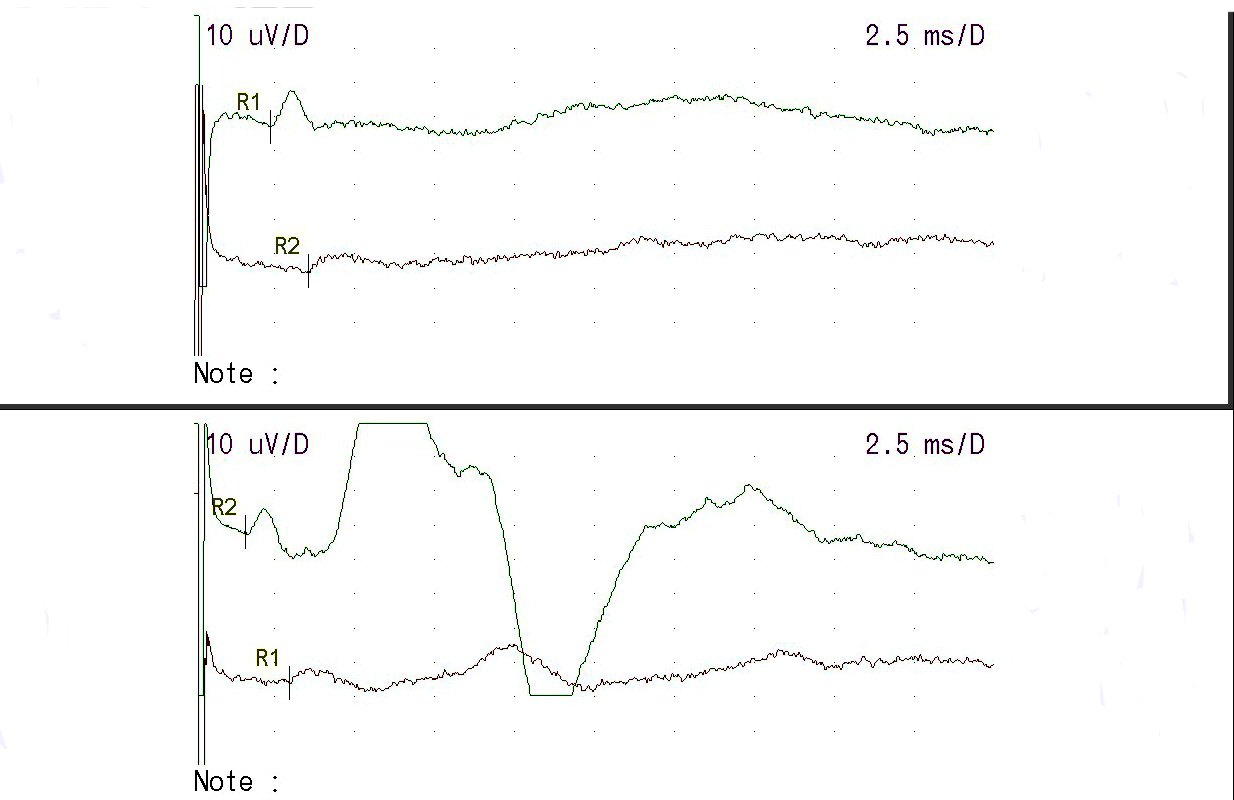 10 uV/D 2.5 ms/D
R1
R2
Note :
10 uV/D 2.5 ms/D
R2
R1
Note :